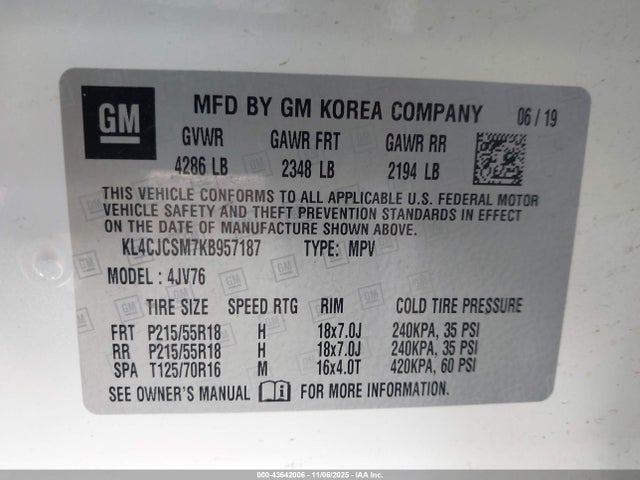 GM
MFD BY GM KOREA COMPANY 06 / 19
GVWR GAWR FRT GAWR RR
4286 LB 2348 LB 2194 LB
THIS VEHICLE CONFORMS TO ALL APPLICABLE U.S. FEDERAL MOTOR
VEHICLE SAFETY AND THEFT PREVENTION STANDARDS IN EFFECT
ON THE DATE OF MANUFACTURE SHOWN ABOVE.
KL4CJCSM7KB957187 TYPE: MPV
MODEL : 4JV76
TIRE SIZE SPEED RTG RIM COLD TIRE PRESSURE
FRT P215/55R18 H 18x7.0J 240KPA, 35 PSI
RR P215/55R18 H 18x7.0J 240KPA, 35 PSI
SPA T125/70R16 M 16x4.0T 420KPA, 60 PSI
SEE OWNER'S MANUAL i FOR MORE INFORMATION.
000-43642006 - 11/06/2025 - IAA Inc.